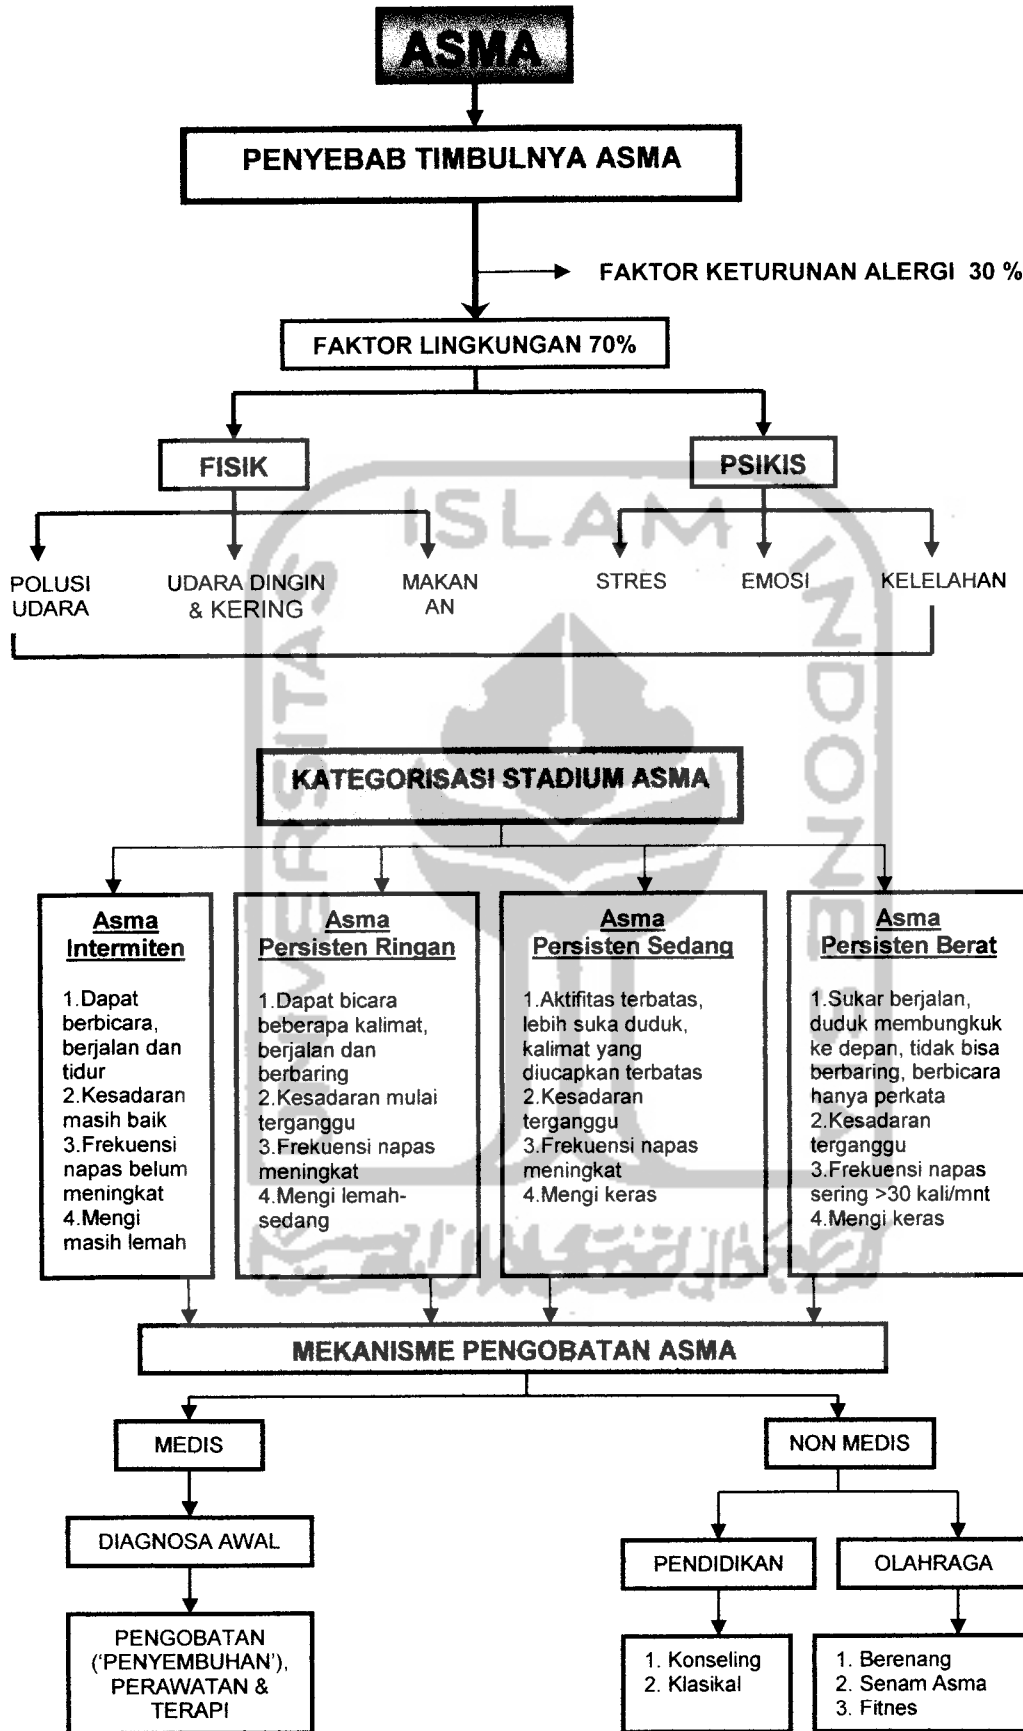 ASMA
PENYEBAB TIMBULNYA ASMA
FAKTOR KETURUNAN ALERGI 30 %
FAKTOR LINGKUNGAN 70%
FISIK
PSIKIS
POLUSI
UDARA
UDARA DINGIN
& KERING
MAKAN
AN
STRES
EMOSI
KELELAHAN
UNIVERSITAS
ISLAM
INDONESIA
KATEGORISASI STADIUM ASMA
Asma
Intermiten
1.Dapat
berbicara,
berjalan dan
tidur
2.Kesadaran
masih baik
3.Frekuensi
napas belum
meningkat
4.Mengi
masih lemah
Asma
Persisten Ringan
1.Dapat bicara
beberapa kalimat,
berjalan dan
berbaring
2.Kesadaran mulai
terganggu
3.Frekuensi napas
meningkat
4.Mengi lemah-
sedang
Asma
Persisten Sedang
1.Aktifitas terbatas,
lebih suka duduk,
kalimat yang
diucapkan terbatas
2.Kesadaran
terganggu
3.Frekuensi napas
meningkat
4.Mengi keras
Asma
Persisten Berat
1.Sukar berjalan,
duduk membungkuk
ke depan, tidak bisa
berbaring, berbicara
hanya perkata
2.Kesadaran
terganggu
3.Frekuensi napas
sering >30 kali/mnt
4.Mengi keras
MEKANISME PENGOBATAN ASMA
MEDIS
NON MEDIS
DIAGNOSA AWAL
PENDIDIKAN
OLAHRAGA
PENGOBATAN
('PENYEMBUHAN'),
PERAWATAN &
TERAPI
1. Konseling
2. Klasikal
1. Berenang
2. Senam Asma
3. Fitnes